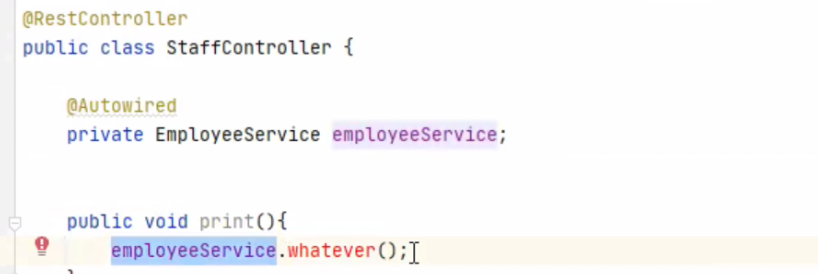 @RestController
public class StaffController {
@Autowired
private EmployeeService employeeService;
public void print(){
employeeService.whatever();
}